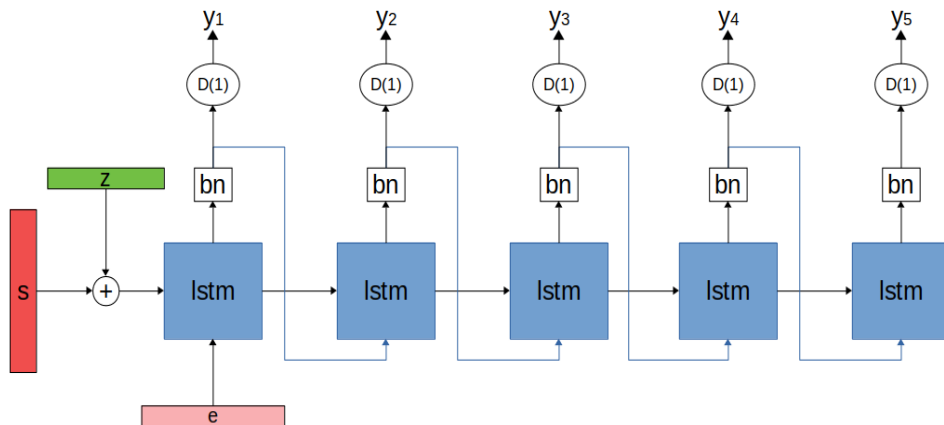 y1 y2 y3 y4 y5
D(1) D(1) D(1) D(1) D(1)
z bn bn bn bn bn
s + lstm lstm lstm lstm lstm
e